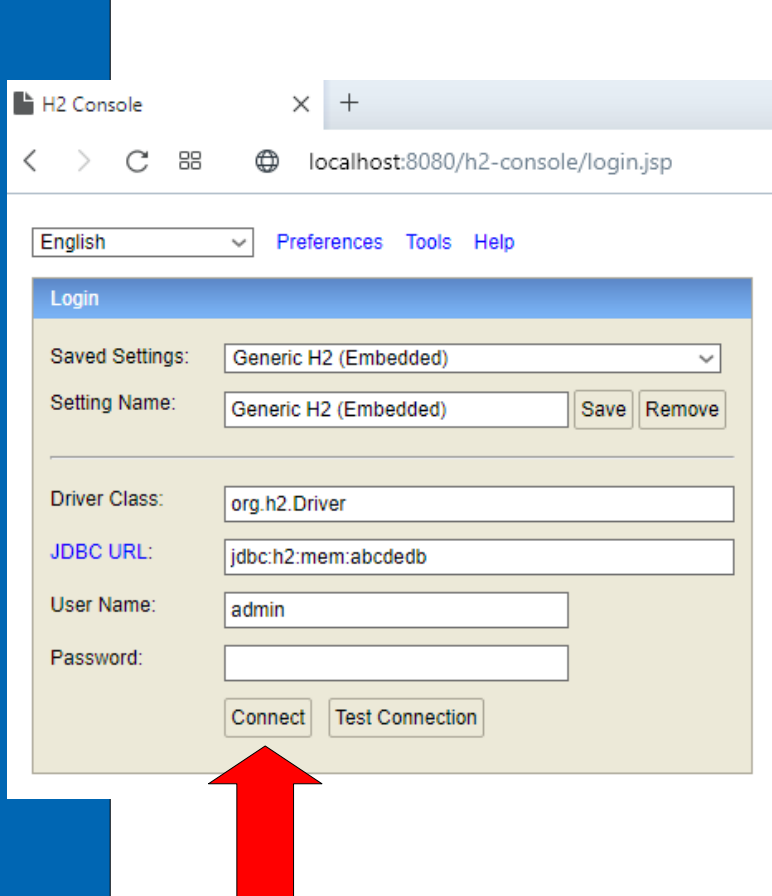 H2 Console
localhost:8080/h2-console/login.jsp
English Preferences Tools Help
Login
Saved Settings: Generic H2 (Embedded)
Setting Name: Generic H2 (Embedded) Save Remove
Driver Class: org.h2.Driver
JDBC URL: jdbc:h2:mem:abcdedb
User Name: admin
Password:
Connect Test Connection